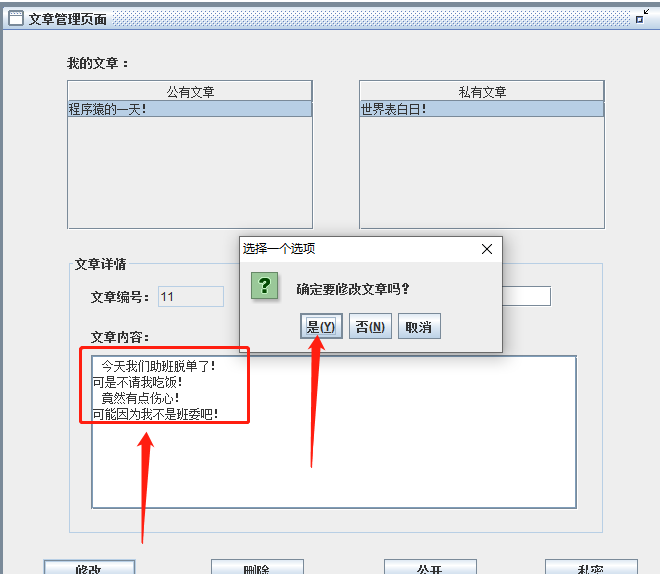 文章管理页面
我的文章：
公有文章
私有文章
程序猿的一天!
世界表白日!
选择一个选项
文章详情
确定要修改文章吗?
文章编号: 11
是(Y) 否(N) 取消
文章内容:
今天我们助班脱单了!
可是不请我吃饭!
竟然有点伤心!
可能因为我不是班委吧!
修改 删除 公开 私密